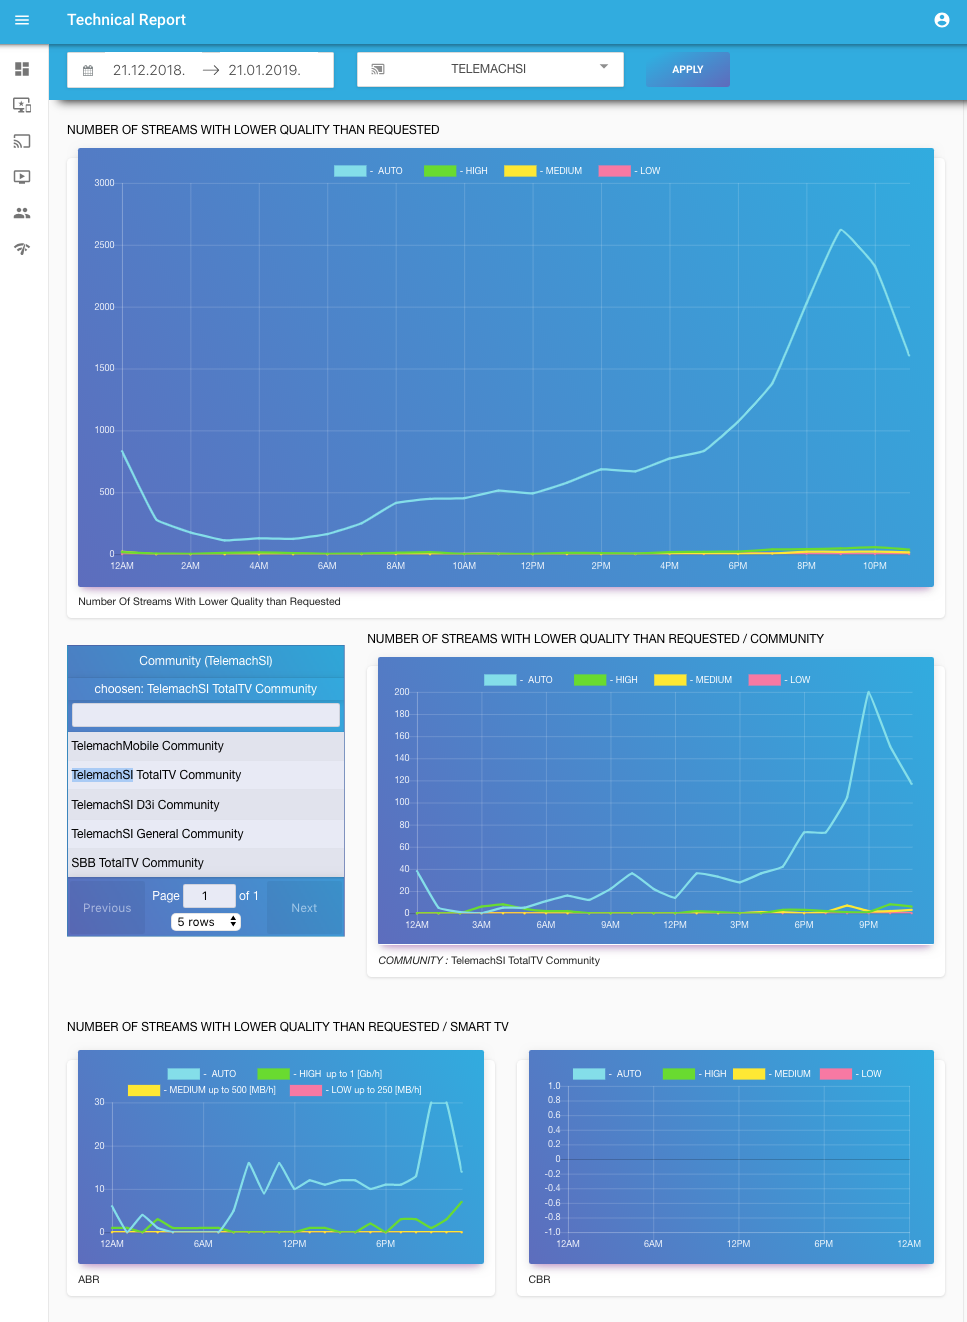 Technical Report
21.12.2018. → 21.01.2019.
TELEMACHSI
APPLY
NUMBER OF STREAMS WITH LOWER QUALITY THAN REQUESTED
- AUTO - HIGH - MEDIUM - LOW
3000
2500
2000
1500
1000
500
0
12AM 2AM 4AM 6AM 8AM 10AM 12PM 2PM 4PM 6PM 8PM 10PM
Number Of Streams With Lower Quality than Requested
Community (TelemachSI)
choosen: TelemachSI TotalTV Community
TelemachMobile Community
TelemachSI TotalTV Community
TelemachSI D3i Community
TelemachSI General Community
SBB TotalTV Community
Previous
Page 1 of 1
5 rows
Next
NUMBER OF STREAMS WITH LOWER QUALITY THAN REQUESTED / COMMUNITY
- AUTO - HIGH - MEDIUM - LOW
200
180
160
140
120
100
80
60
40
20
0
12AM 3AM 6AM 9AM 12PM 3PM 6PM 9PM
COMMUNITY : TelemachSI TotalTV Community
NUMBER OF STREAMS WITH LOWER QUALITY THAN REQUESTED / SMART TV
- AUTO - HIGH up to 1 [Gb/h]
- MEDIUM up to 500 [MB/h] - LOW up to 250 [MB/h]
30
20
10
0
12AM 6AM 12PM 6PM
ABR
- AUTO - HIGH - MEDIUM - LOW
1.0
0.8
0.6
0.4
0.2
0
-0.2
-0.4
-0.6
-0.8
-1.0
12AM 6AM 12PM 6PM 12AM
CBR